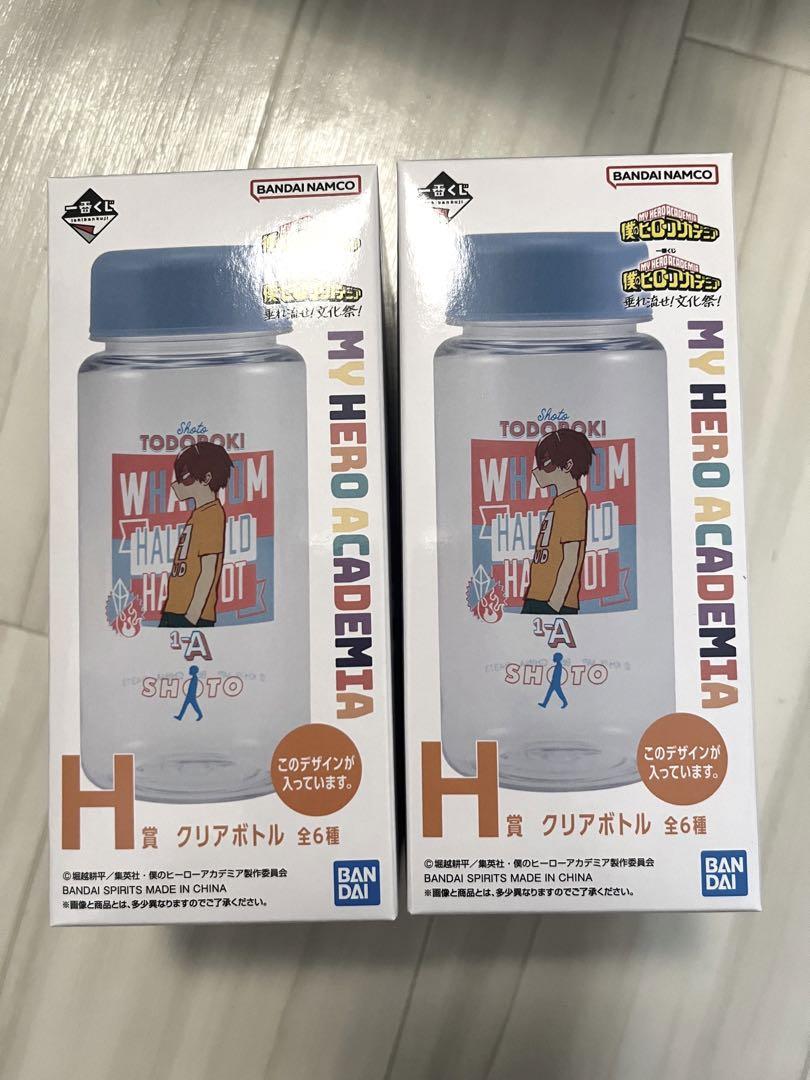 一番くじ
ichibankuji
BANDAI NAMCO
僕のヒーローアカデミア
垂れ流せ!文化祭!
MY HERO ACADEMIA
Shoto
TODOROKI
1-A
SHOTO
H賞 クリアボトル 全6種
このデザインが
入っています。
©堀越耕平/集英社・僕のヒーローアカデミア製作委員会
BANDAI SPIRITS MADE IN CHINA
※画像と商品とは、多少異なりますのでご了承ください。
BAN
DAI
一番くじ
BANDAI NAMCO
MY HERO ACADEMIA
僕のヒーローアカデミア
一番くじ
MY HERO ACADEMIA
僕のヒーローアカデミア
垂れ流せ!文化祭!
MY HERO ACADEMIA
Shoto
TODOROKI
1-A
SHOTO
H賞 クリアボトル 全6種
このデザインが
入っています。
©堀越耕平/集英社・僕のヒーローアカデミア製作委員会
BANDAI SPIRITS MADE IN CHINA
※画像と商品とは、多少異なりますのでご了承ください。
BAN
DAI